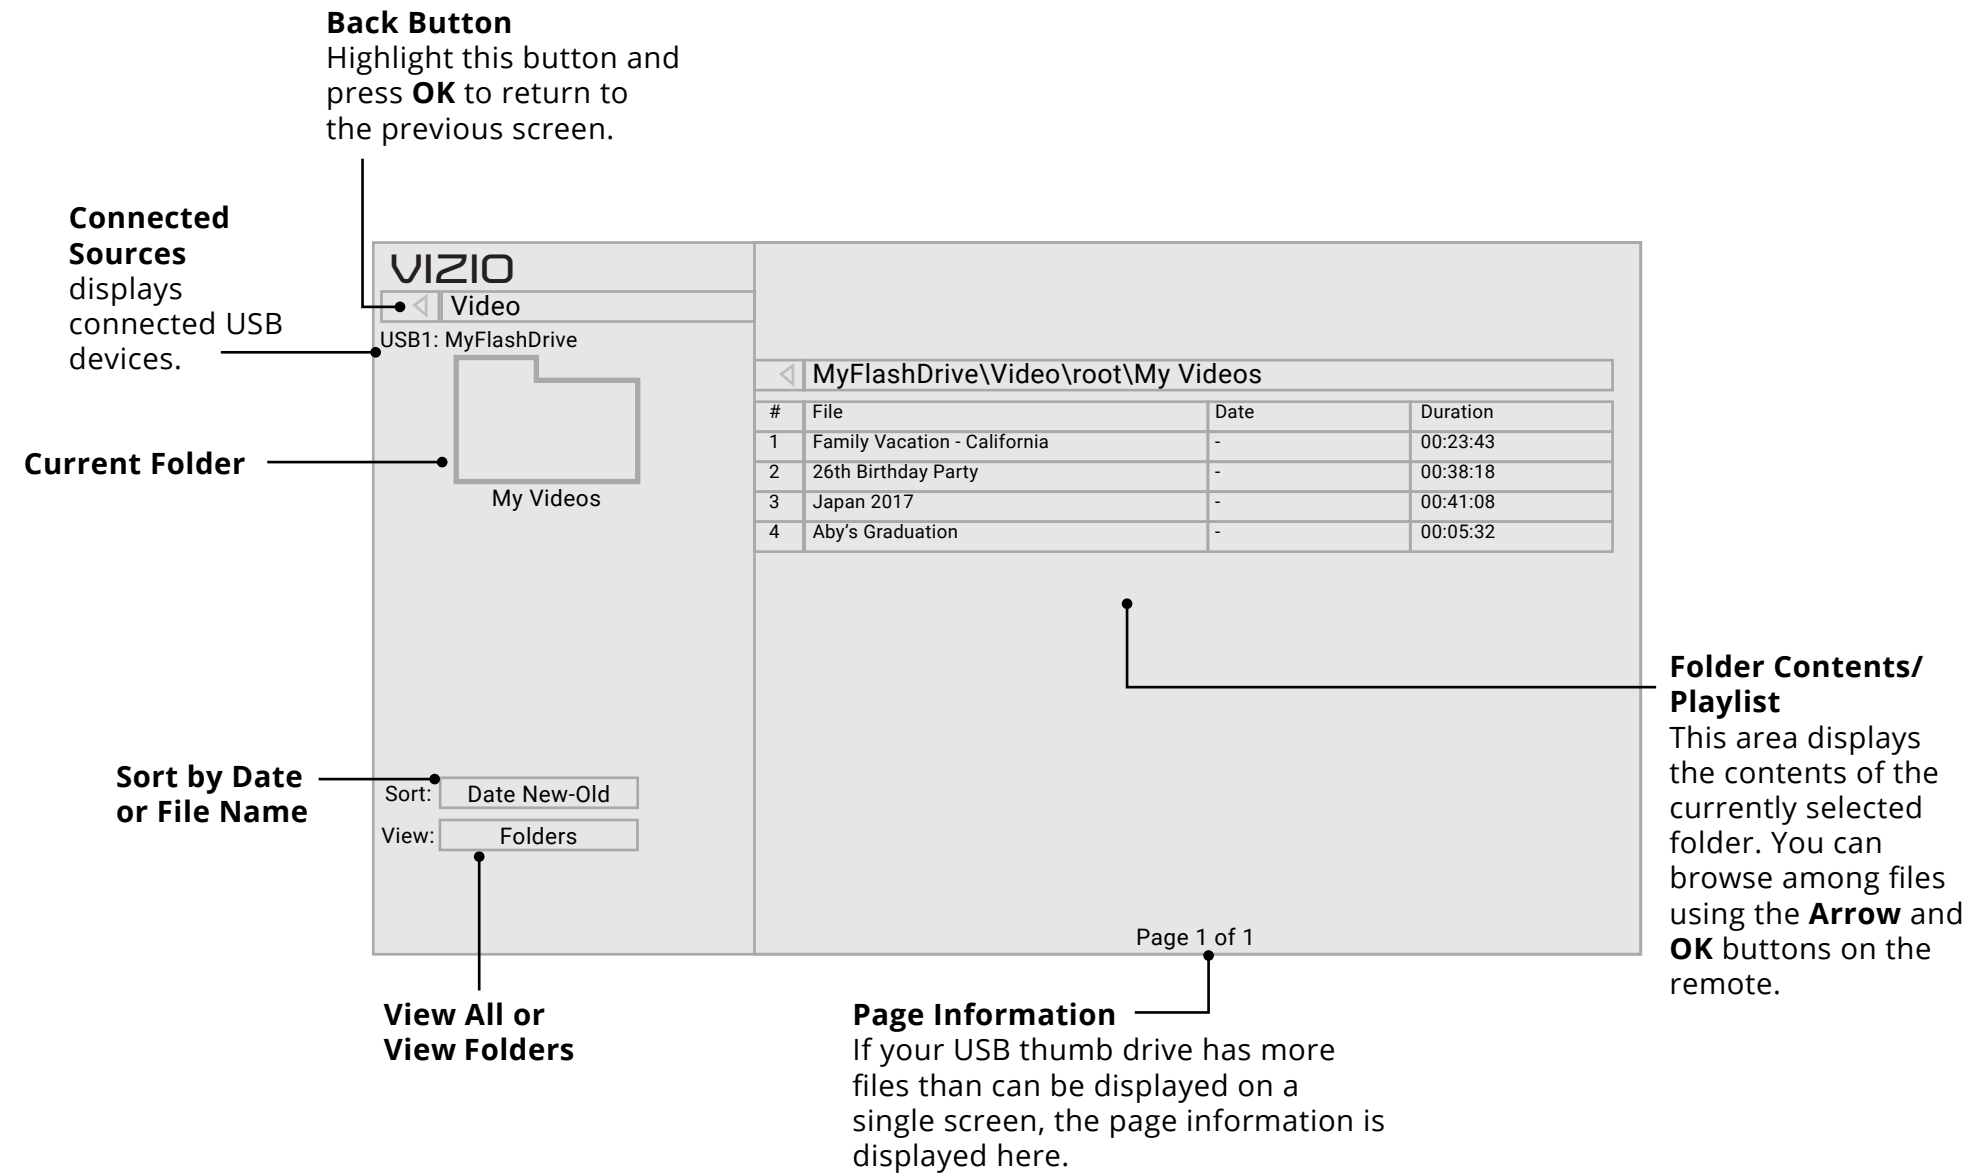 Back Button
Highlight this button and
press OK to return to
the previous screen.
Connected
Sources
displays
connected USB
devices.
VIZIO
Video
USB1: MyFlashDrive
Current Folder
My Videos
MyFlashDrive\Video\root\My Videos
# File Date Duration
1 Family Vacation - California - 00:23:43
2 26th Birthday Party - 00:38:18
3 Japan 2017 - 00:41:08
4 Aby’s Graduation - 00:05:32
Folder Contents/
Playlist
This area displays
the contents of the
currently selected
folder. You can
browse among files
using the Arrow and
OK buttons on the
remote.
Sort by Date
or File Name
Sort: Date New-Old
View: Folders
Page 1 of 1
View All or
View Folders
Page Information
If your USB thumb drive has more
files than can be displayed on a
single screen, the page information is
displayed here.